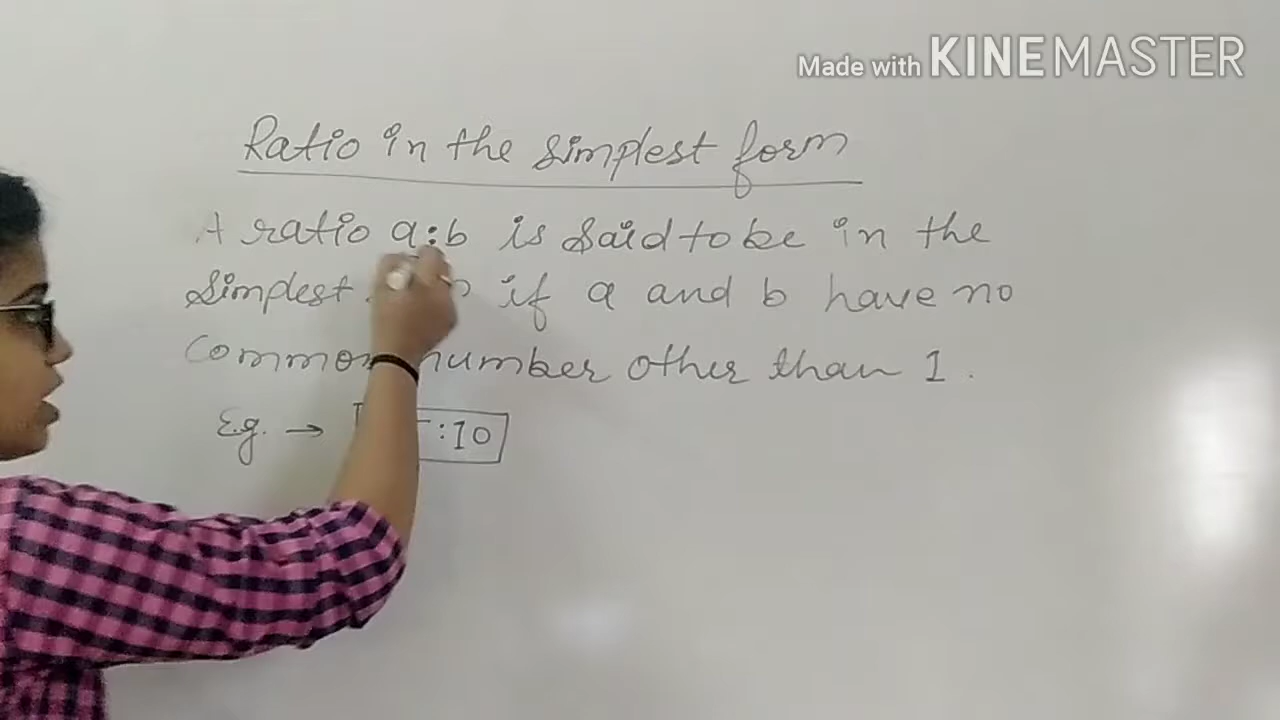 Made with KINEMASTER
Ratio in the simplest form
A ratio a:b is said to be in the
simplest if a and b have no
common number other than 1.
E.g. → :10